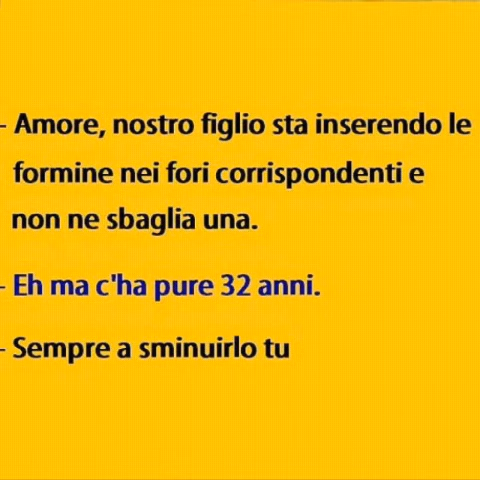 - Amore, nostro figlio sta inserendo le
formine nei fori corrispondenti e
non ne sbaglia una.
- Eh ma c'ha pure 32 anni.
- Sempre a sminuirlo tu